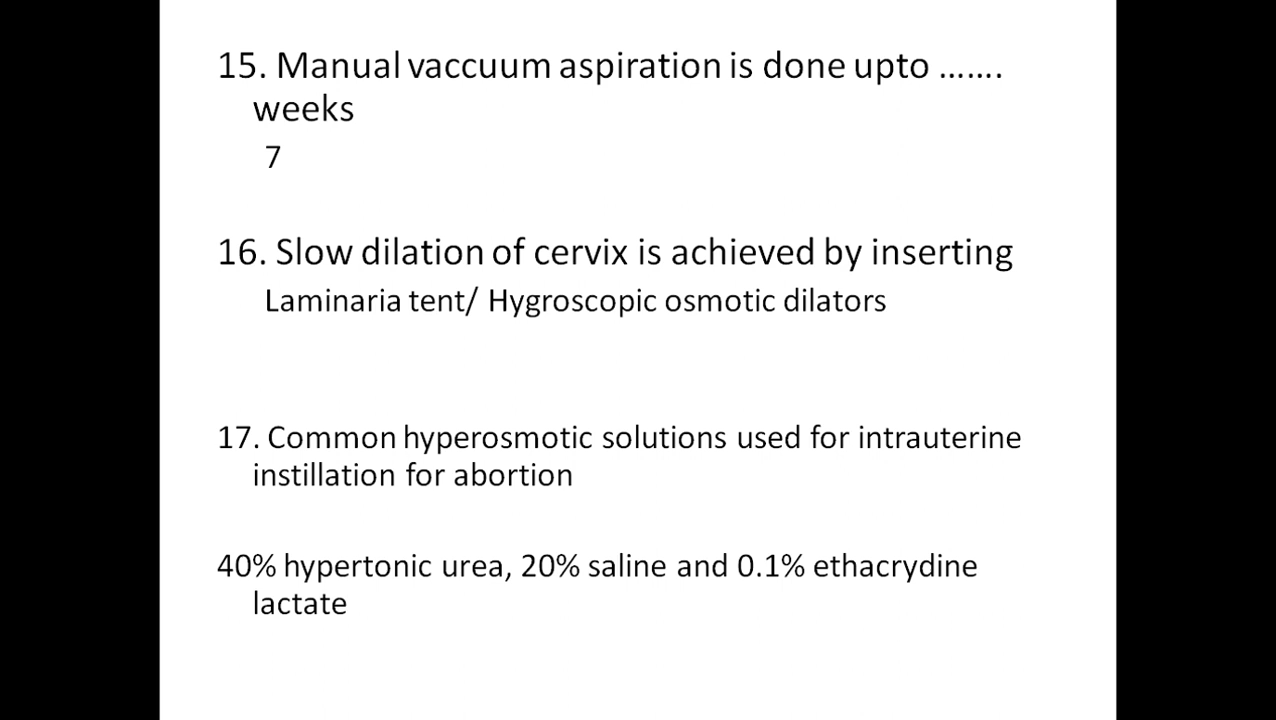 15. Manual vaccuum aspiration is done upto …….
weeks
7
16. Slow dilation of cervix is achieved by inserting
Laminaria tent/ Hygroscopic osmotic dilators
17. Common hyperosmotic solutions used for intrauterine
instillation for abortion
40% hypertonic urea, 20% saline and 0.1% ethacrydine
lactate